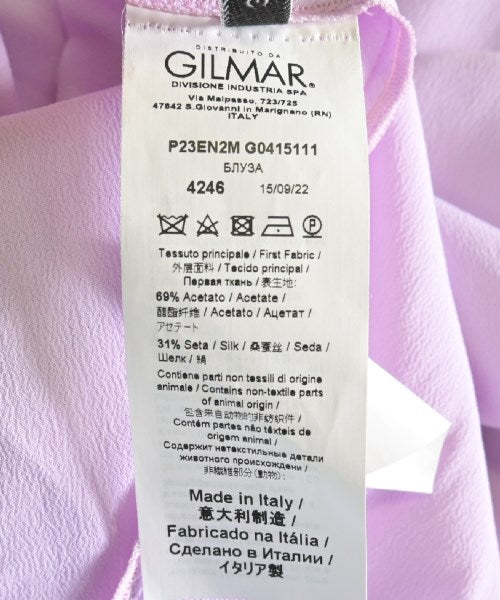 DISTRIBUITO DA
GILMAR®
DIVISIONE INDUSTRIA SPA
Via Malpasso, 723/725
47842 S.Giovanni in Marignano (RN)
ITALY
P23EN2M G0415111
БЛУЗА
4246 15/09/22
P
Tessuto principale / First Fabric /
外层面料 / Tecido principal /
Первая ткань / 表生地:
69% Acetato / Acetate /
醋酯纤维 / Acetato / Ацетат /
アセテート
31% Seta / Silk / 桑蚕丝 / Seda /
Шелк / 絹
Contiene parti non tessili di origine
animale / Contains non-textile parts
of animal origin /
包含来自动物的非纺织件 /
Contém partes não têxteis de
origem animal /
Содержит нетекстильные детали
животного происхождени /
非繊維部分(動物):
Made in Italy /
意大利制造 /
Fabricado na Itália /
Сделано в Италии /
イタリア製